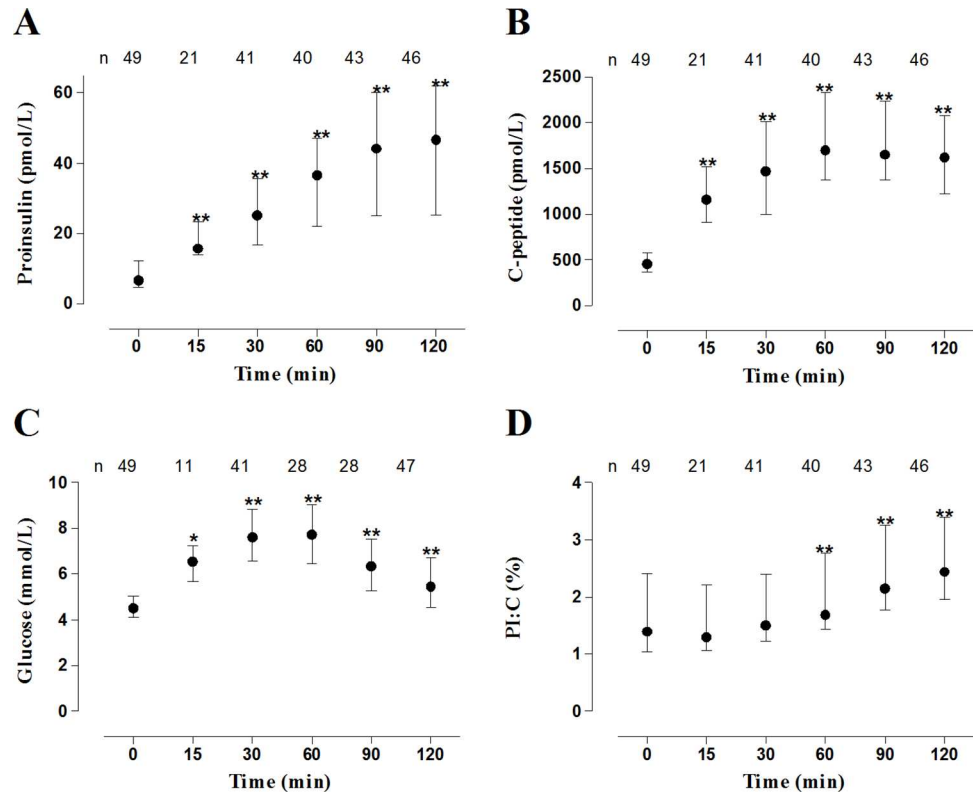 A
n 49 21 41 40 43 46
60
40
20
0
Proinsulin (pmol/L)
** ** ** ** **
0 15 30 60 90 120
Time (min)
B
n 49 21 41 40 43 46
2500
2000
1500
1000
500
0
C-peptide (pmol/L)
** ** ** ** **
0 15 30 60 90 120
Time (min)
C
n 49 11 41 28 28 47
10
8
6
4
2
0
Glucose (mmol/L)
* ** ** ** **
0 15 30 60 90 120
Time (min)
D
n 49 21 41 40 43 46
4
3
2
1
0
PI:C (%)
** ** **
0 15 30 60 90 120
Time (min)